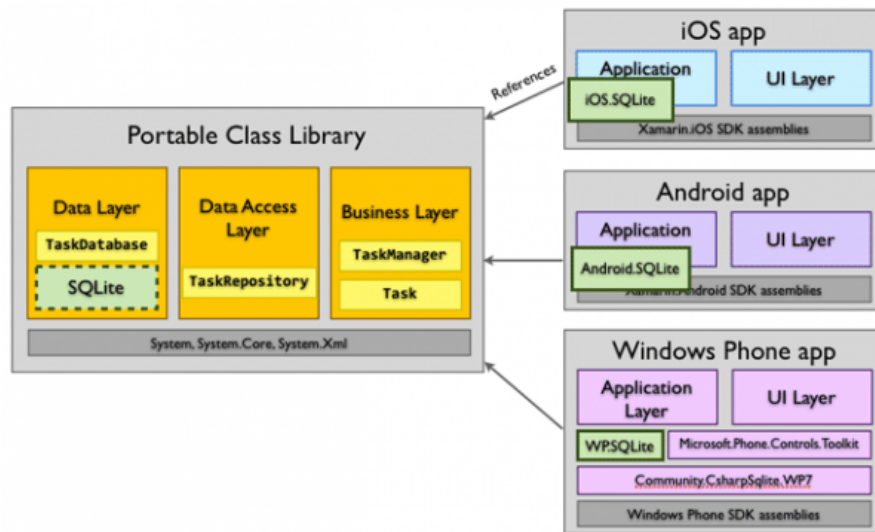 Portable Class Library
Data Layer
TaskDatabase
SQLite
Data Access
Layer
TaskRepository
Business Layer
TaskManager
Task
System, System.Core, System.Xml
References
iOS app
Application
iOS.SQLite
UI Layer
Xamarin.iOS SDK assemblies
Android app
Application
Android.SQLite
UI Layer
Xamarin.Android SDK assemblies
Windows Phone app
Application
Layer
UI Layer
WP.SQLite
Microsoft.Phone.Controls.Toolkit
Community.CsharpSqlite.WP7
Windows Phone SDK assemblies